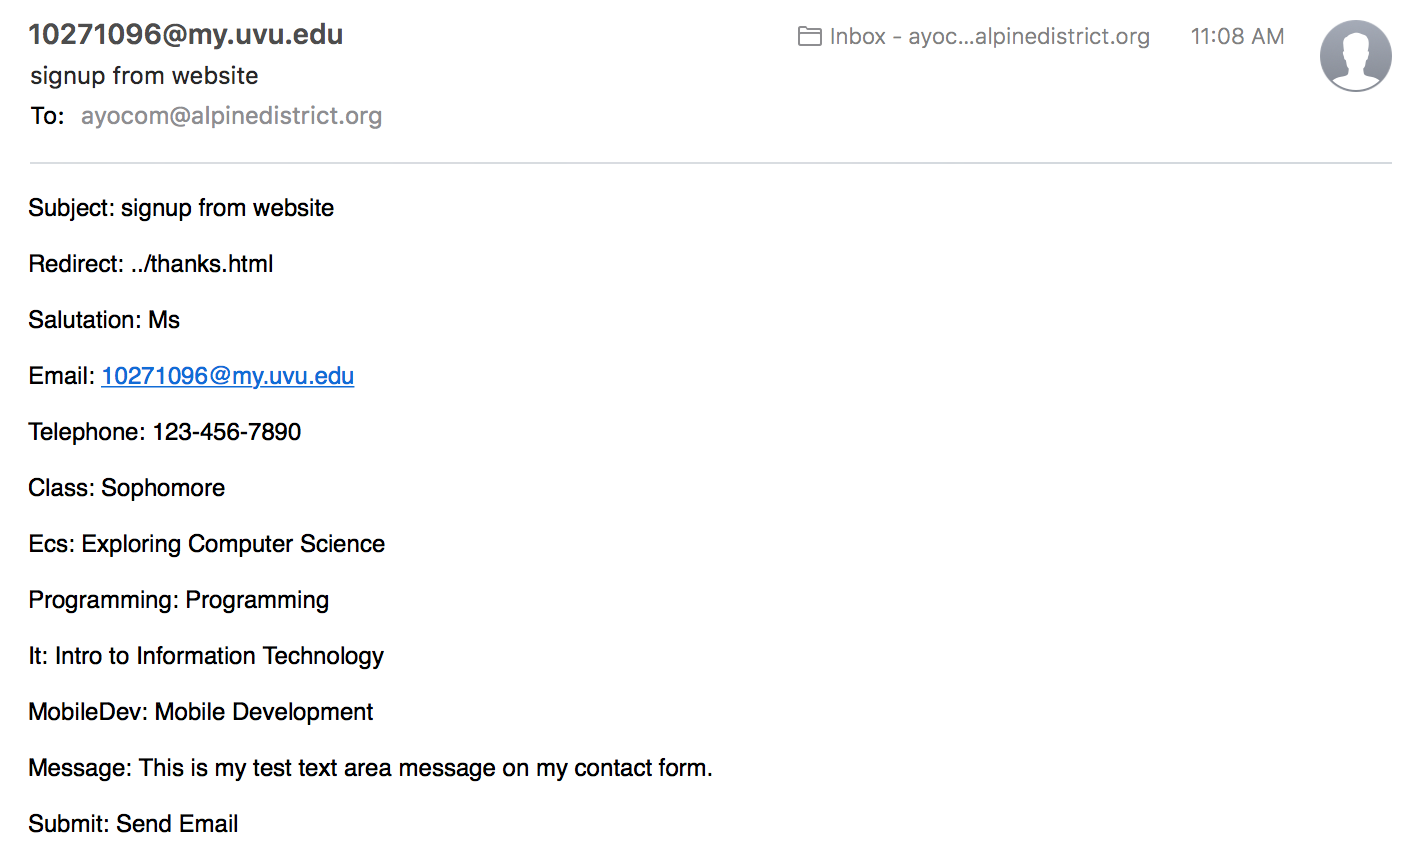 10271096@my.uvu.edu
Inbox - ayoc...alpinedistrict.org 11:08 AM
signup from website
To: ayocom@alpinedistrict.org
Subject: signup from website
Redirect: ../thanks.html
Salutation: Ms
Email: 10271096@my.uvu.edu
Telephone: 123-456-7890
Class: Sophomore
Ecs: Exploring Computer Science
Programming: Programming
It: Intro to Information Technology
MobileDev: Mobile Development
Message: This is my test text area message on my contact form.
Submit: Send Email